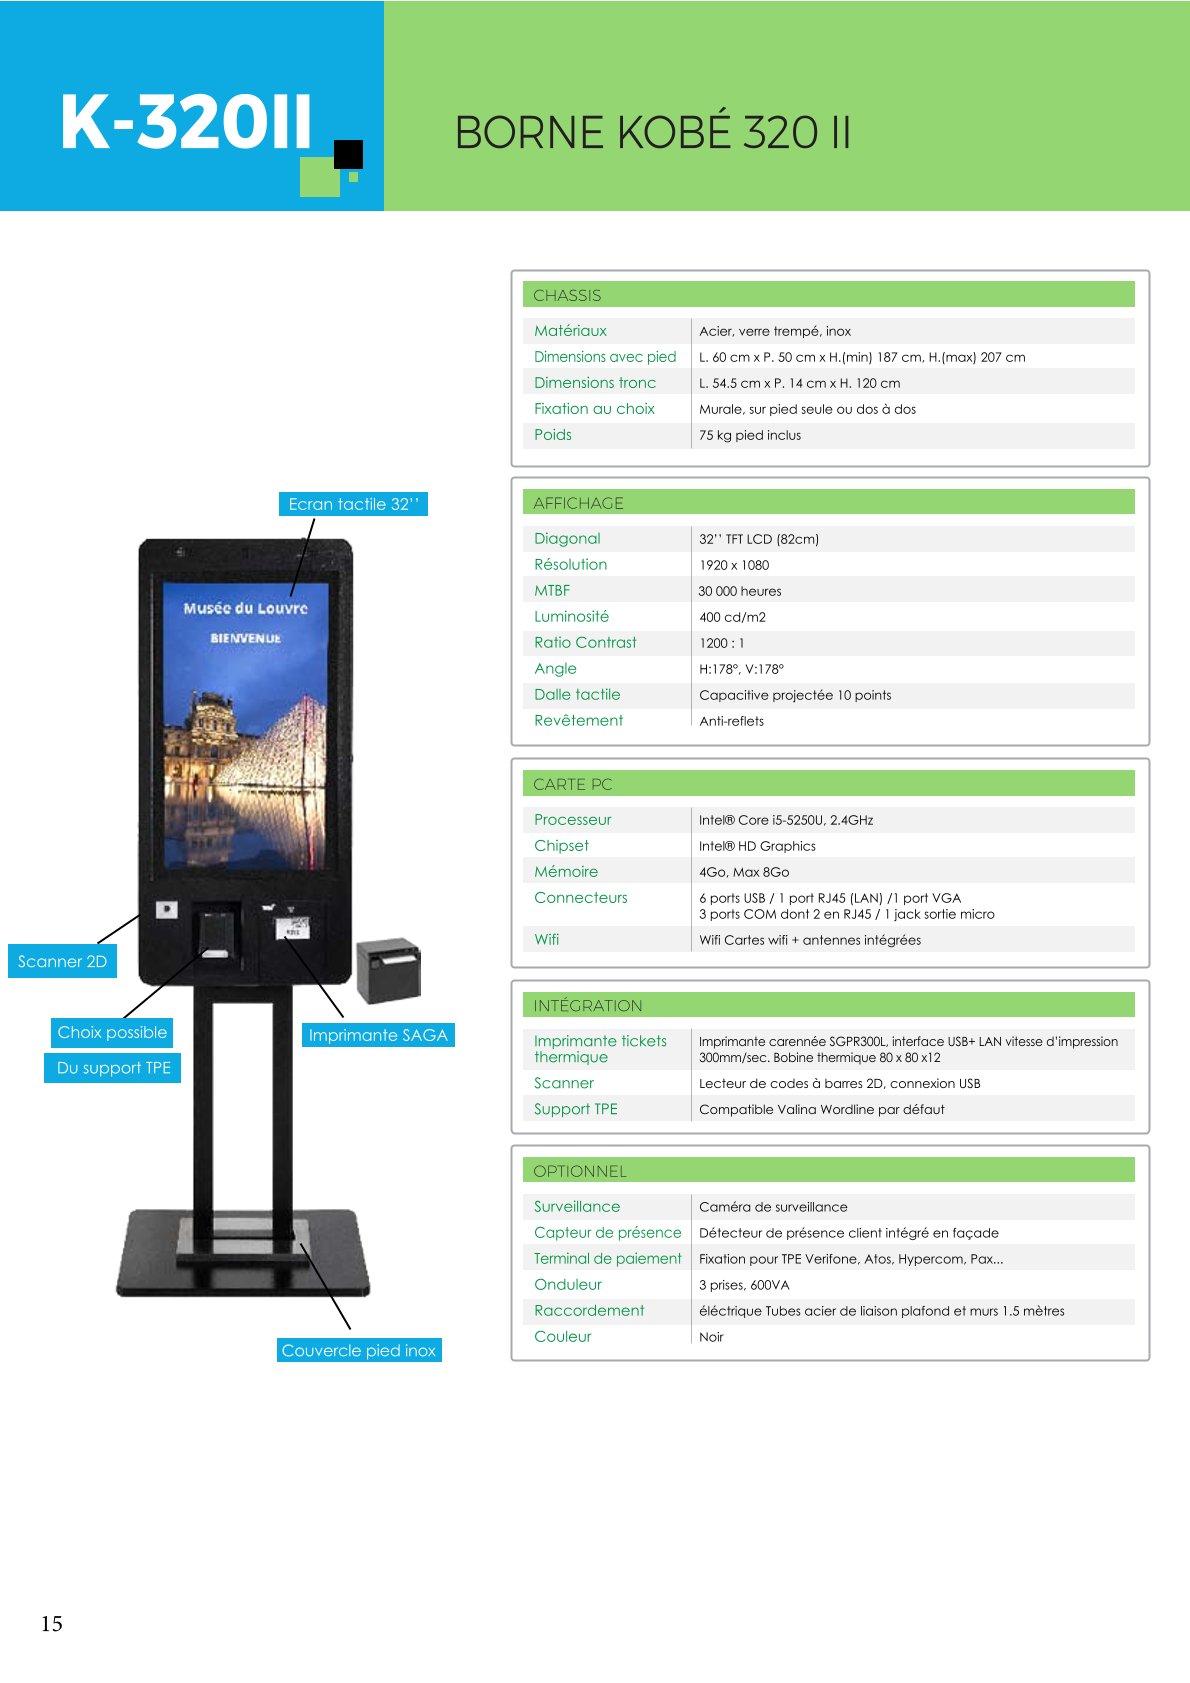 K-320II
BORNE KOBÉ 320 II
CHASSIS
Matériaux Acier, verre trempé, inox
Dimensions avec pied L. 60 cm x P. 50 cm x H.(min) 187 cm, H.(max) 207 cm
Dimensions tronc L. 54.5 cm x P. 14 cm x H. 120 cm
Fixation au choix Murale, sur pied seule ou dos à dos
Poids 75 kg pied inclus
AFFICHAGE
Diagonal 32’’ TFT LCD (82cm)
Résolution 1920 x 1080
MTBF 30 000 heures
Luminosité 400 cd/m2
Ratio Contrast 1200 : 1
Angle H:178°, V:178°
Dalle tactile Capacitive projectée 10 points
Revêtement Anti-reflets
CARTE PC
Processeur Intel® Core i5-5250U, 2.4GHz
Chipset Intel® HD Graphics
Mémoire 4Go, Max 8Go
Connecteurs 6 ports USB / 1 port RJ45 (LAN) /1 port VGA
3 ports COM dont 2 en RJ45 / 1 jack sortie micro
Wifi Wifi Cartes wifi + antennes intégrées
INTÉGRATION
Imprimante tickets Imprimante carennée SGPR300L, interface USB+ LAN vitesse d’impression
thermique 300mm/sec. Bobine thermique 80 x 80 x12
Scanner Lecteur de codes à barres 2D, connexion USB
Support TPE Compatible Valina Wordline par défaut
OPTIONNEL
Surveillance Caméra de surveillance
Capteur de présence Détecteur de présence client intégré en façade
Terminal de paiement Fixation pour TPE Verifone, Atos, Hypercom, Pax...
Onduleur 3 prises, 600VA
Raccordement éléctrique Tubes acier de liaison plafond et murs 1.5 mètres
Couleur Noir
Ecran tactile 32’’
Musée du Louvre
BIENVENUE
Scanner 2D
Choix possible
Du support TPE
Imprimante SAGA
Couvercle pied inox
15